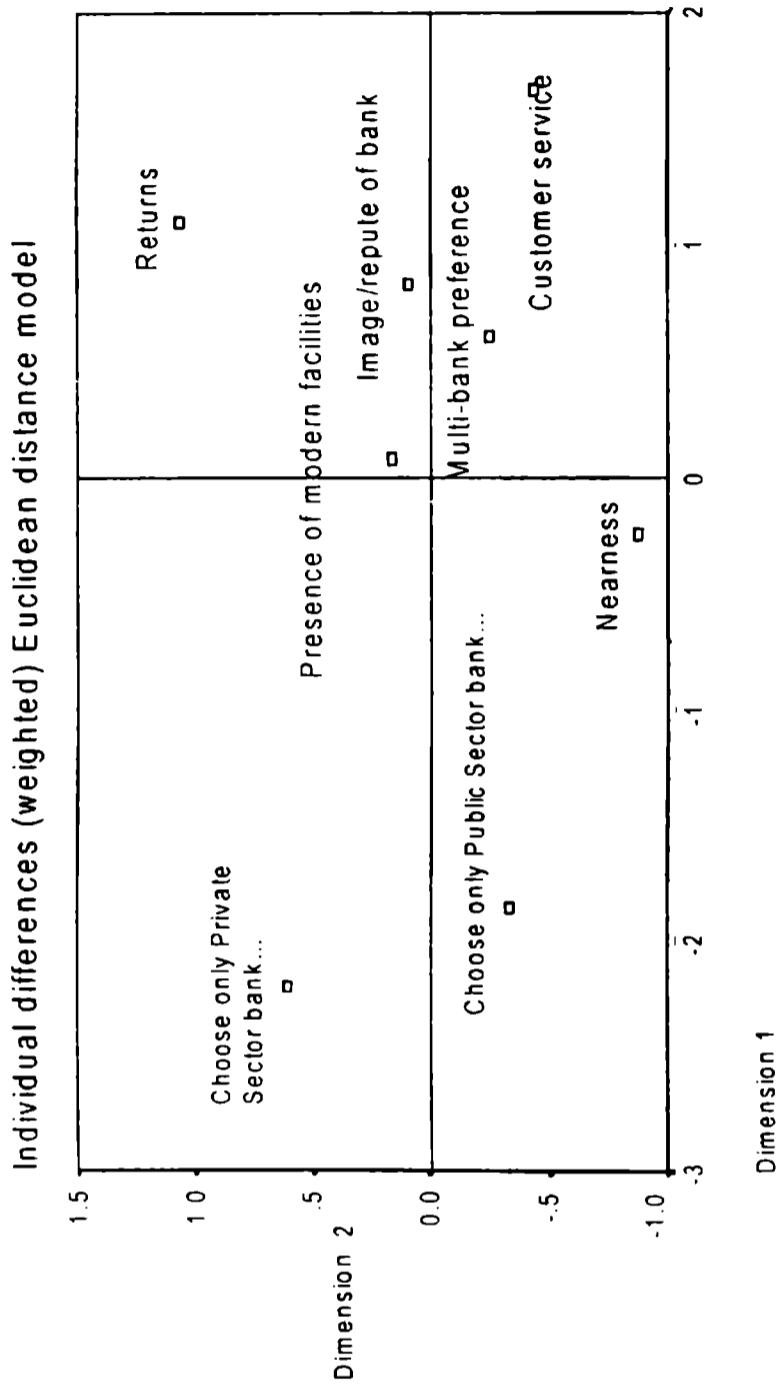 Individual differences (weighted) Euclidean distance model
1.5
1 0
.5
0.0
-.5
-1.0
Dimension 2
Returns
Image/repute of bank
Presence of modern facilities
Multi-bank preference
Customer service
Nearness
Choose only Private
Sector bank...
Choose only Public Sector bank...
-3
-2
-1
0
1
2
Dimension 1